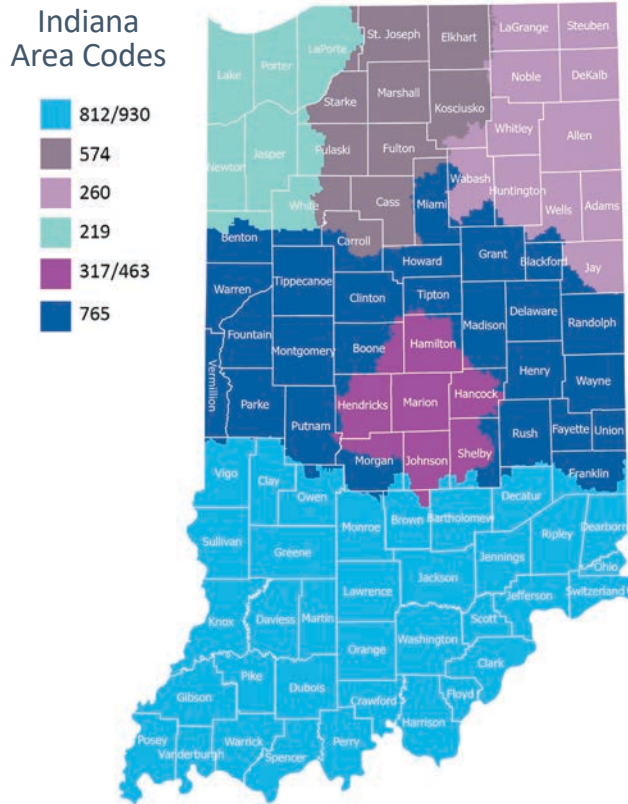 Indiana
Area Codes
812/930
574
260
219
317/463
765
St. Joseph
Elkhart
LaGrange
Steuben
LaPorte
Porter
Lake
Noble
DeKalb
Marshall
Starke
Kosciusko
Whitley
Allen
Jasper
Pulaski
Fulton
Newton
Wabash
Huntington
Miami
White
Cass
Wells
Adams
Benton
Carroll
Howard
Grant
Blackford
Jay
Tippecanoe
Warren
Clinton
Tipton
Madison
Delaware
Randolph
Fountain
Montgomery
Boone
Hamilton
Vermillion
Henry
Wayne
Parke
Hendricks
Marion
Hancock
Putnam
Rush
Fayette
Union
Morgan
Johnson
Shelby
Franklin
Vigo
Clay
Owen
Monroe
Brown
Bartholomew
Decatur
Dearborn
Ripley
Sullivan
Greene
Jennings
Ohio
Lawrence
Jackson
Jefferson
Switzerland
Knox
Daviess
Martin
Scott
Washington
Orange
Clark
Pike
Dubois
Gibson
Crawford
Floyd
Harrison
Posey
Vanderburgh
Warrick
Spencer
Perry